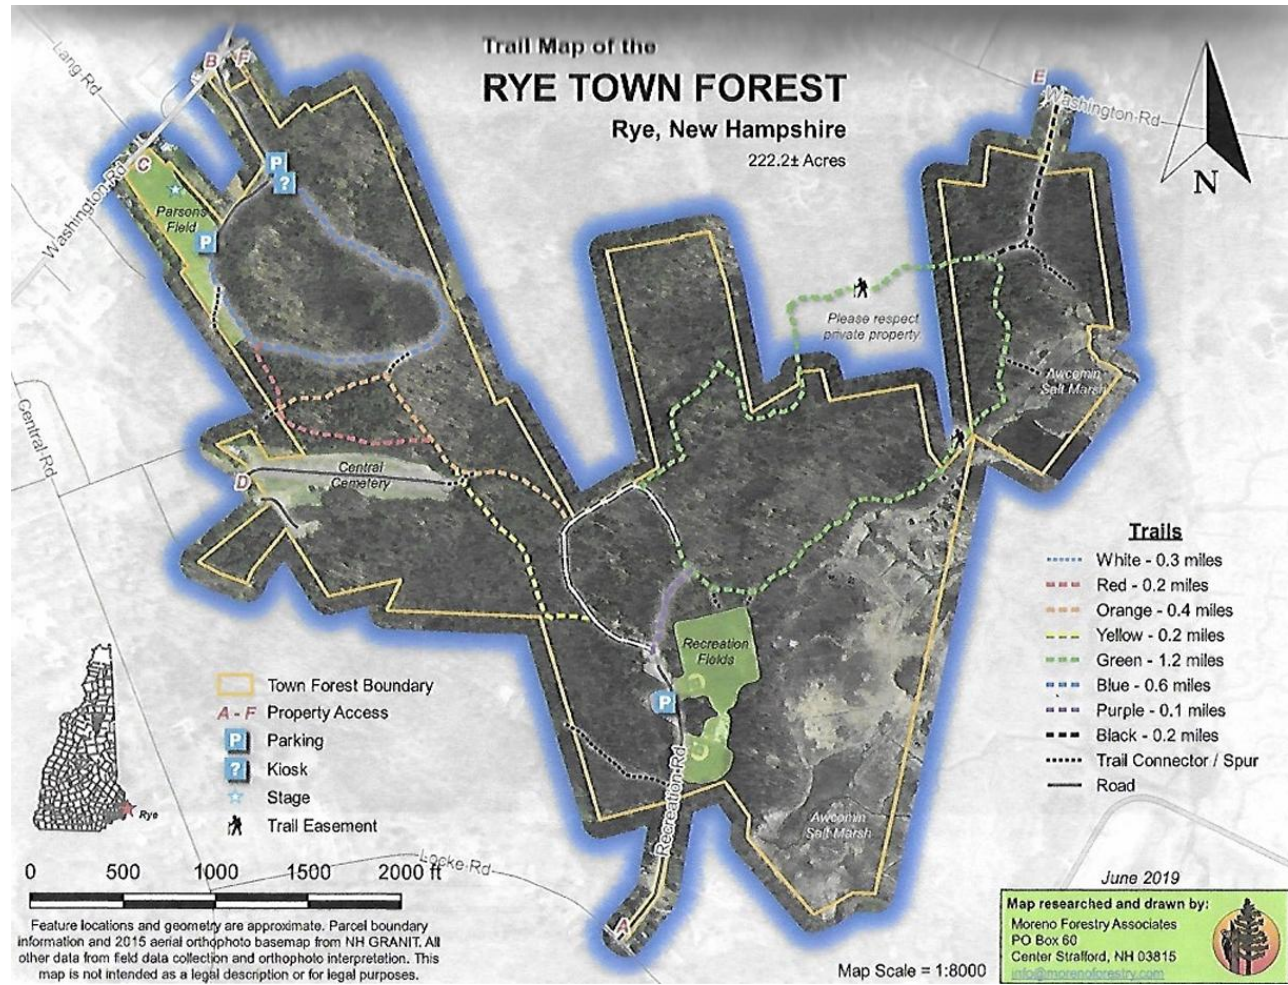 Trail Map of the
RYE TOWN FOREST
Rye, New Hampshire
222.2± Acres
B
F
E
Lang-Rd
Washington-Rd
C
P
?
N
Parsons
Field
Washington-Rd
P
Please respect
private property
Awcomin
Salt Marsh
Central-Rd
D
Central
Cemetery
Trails
White - 0.3 miles
Red - 0.2 miles
Orange - 0.4 miles
Yellow - 0.2 miles
Green - 1.2 miles
Blue - 0.6 miles
Purple - 0.1 miles
Black - 0.2 miles
Trail Connector / Spur
Road
Recreation
Fields
P
Town Forest Boundary
A - F Property Access
P Parking
? Kiosk
Stage
Trail Easement
Rye
Recreation-Rd
Awcomin
Salt Marsh
Locke-Rd
A
0 500 1000 1500 2000 ft
Feature locations and geometry are approximate. Parcel boundary
information and 2015 aerial orthophoto basemap from NH GRANIT. All
other data from field data collection and orthophoto interpretation. This
map is not intended as a legal description or for legal purposes.
Map Scale = 1:8000
June 2019
Map researched and drawn by:
Moreno Forestry Associates
PO Box 60
Center Strafford, NH 03815
info@morenoforestry.com